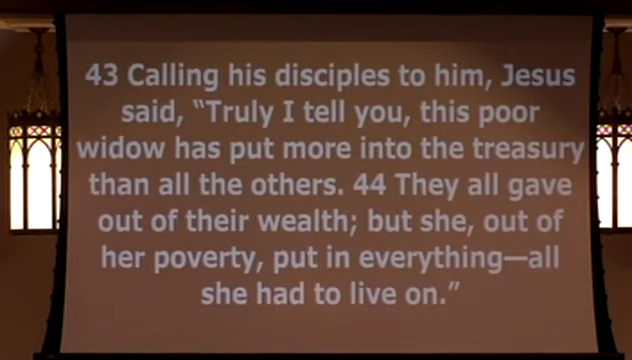 43 Calling his disciples to him, Jesus
said, “Truly I tell you, this poor
widow has put more into the treasury
than all the others. 44 They all gave
out of their wealth; but she, out of
her poverty, put in everything—all
she had to live on.”